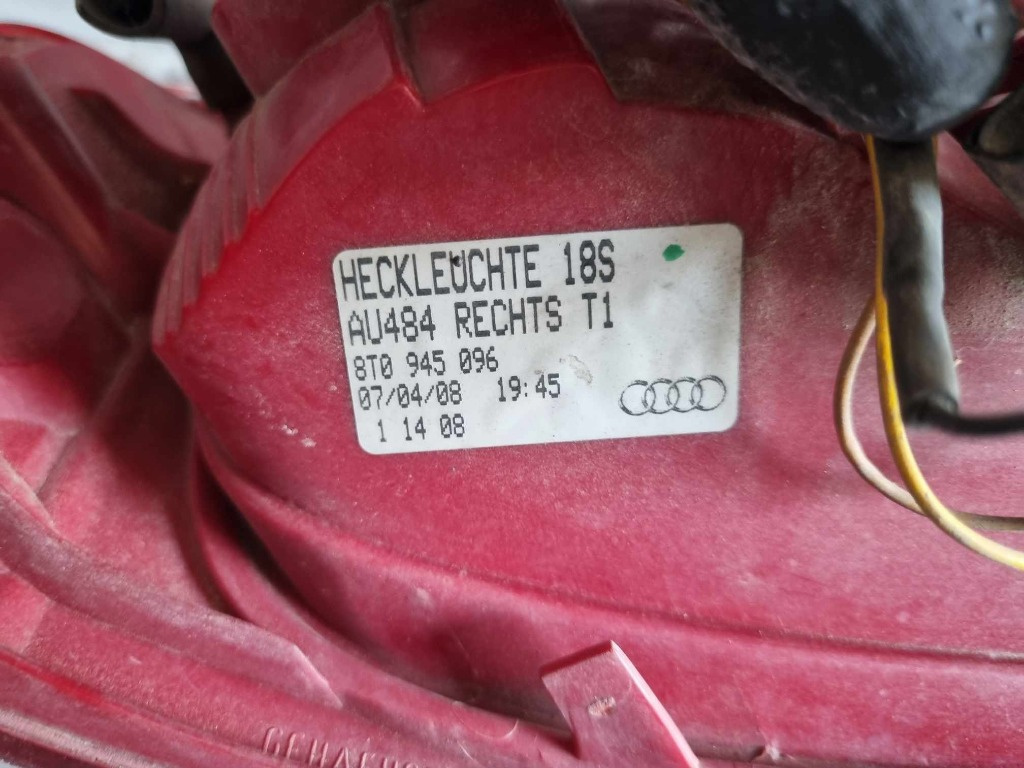 HECKLEUCHTE 18S
AU484 RECHTS T1
8T0 945 096
07/04/08 19:45
1 14 08